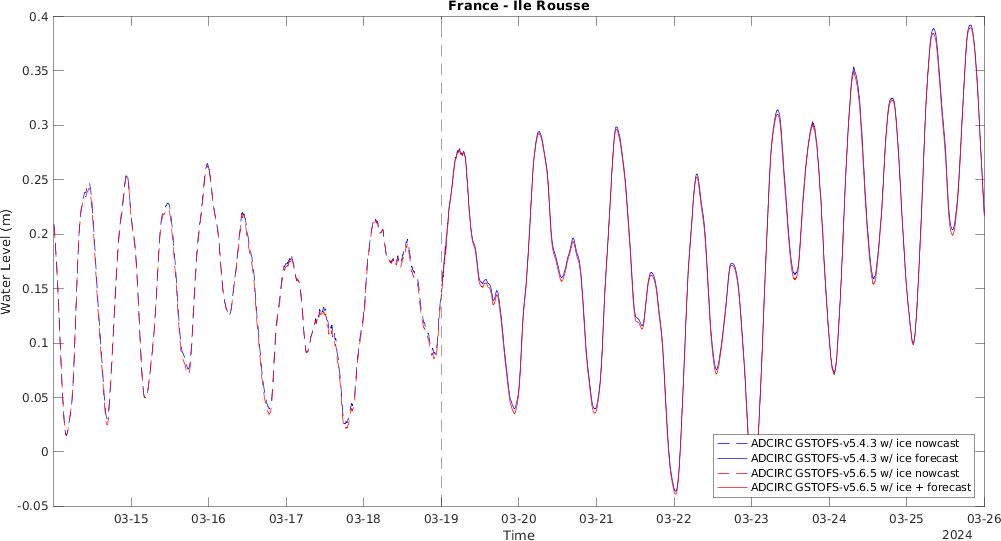 France - Ile Rousse
Water Level (m)
0.4
0.35
0.3
0.25
0.2
0.15
0.1
0.05
0
-0.05
ADCIRC GSTOFS-v5.4.3 w/ ice nowcast
ADCIRC GSTOFS-v5.4.3 w/ ice forecast
ADCIRC GSTOFS-v5.6.5 w/ ice nowcast
ADCIRC GSTOFS-v5.6.5 w/ ice + forecast
03-15 03-16 03-17 03-18 03-19 03-20 03-21 03-22 03-23 03-24 03-25 03-26
Time
2024